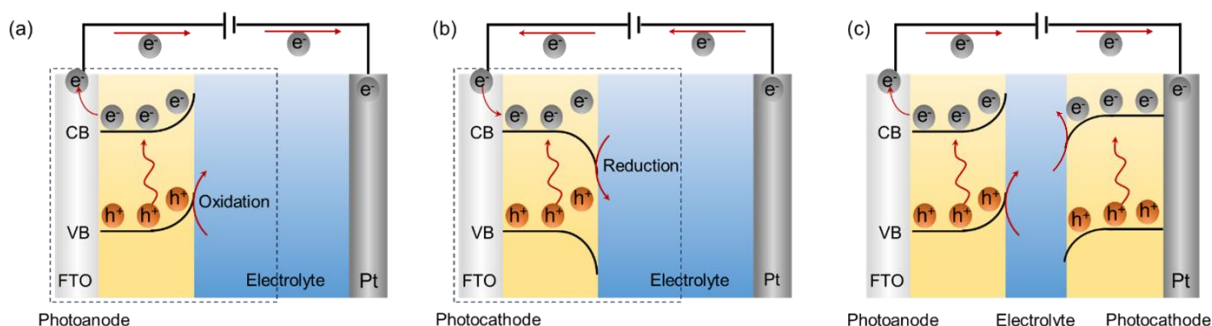 (a)
e⁻
e⁻
e⁻
e⁻
e⁻
e⁻
e⁻
CB
h⁺
h⁺
h⁺
Oxidation
VB
FTO
Electrolyte
Pt
Photoanode
(b)
e⁻
e⁻
e⁻
e⁻
e⁻
e⁻
e⁻
CB
Reduction
h⁺
h⁺
h⁺
VB
FTO
Electrolyte
Pt
Photocathode
(c)
e⁻
e⁻
e⁻
e⁻
e⁻
e⁻
e⁻
e⁻
e⁻
e⁻
CB
h⁺
h⁺
h⁺
h⁺
h⁺
h⁺
VB
FTO
Pt
Photoanode
Electrolyte
Photocathode